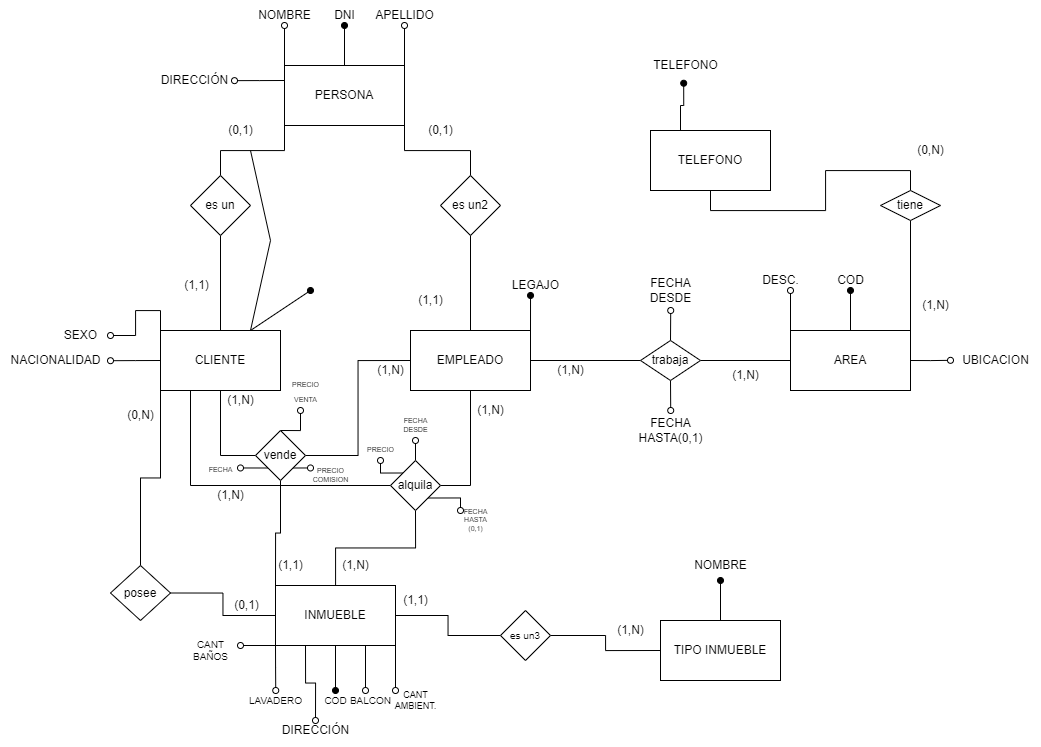 NOMBRE
DNI
APELLIDO
DIRECCIÓN
PERSONA
TELEFONO
TELEFONO
(0,1)
(0,1)
(0,N)
es un
es un2
tiene
(1,1)
(1,1)
LEGAJO
FECHA
DESDE
DESC.
COD
(1,N)
SEXO
NACIONALIDAD
CLIENTE
EMPLEADO
trabaja
AREA
UBICACION
(1,N)
(1,N)
(1,N)
PRECIO
VENTA
(0,N)
(1,N)
(1,N)
FECHA
HASTA(0,1)
FECHA
DESDE
vende
PRECIO
FECHA
PRECIO
COMISION
alquila
(1,N)
FECHA
HASTA
(0,1)
(1,1)
(1,N)
NOMBRE
posee
(0,1)
INMUEBLE
(1,1)
es un3
(1,N)
TIPO INMUEBLE
CANT
BAÑOS
LAVADERO
COD
BALCON
CANT
AMBIENT.
DIRECCIÓN